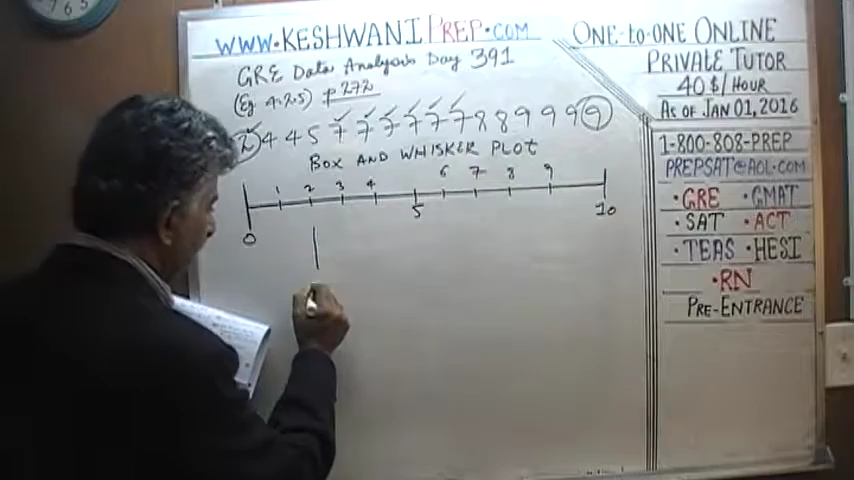 WWW.KESHWANIPREP.COM
GRE Data Analysis Day 391
(Eg 4.2.5) P 272
2 4 4 5 7 7 7 7 7 7 8 8 9 9 9 9
BOX AND WHISKER PLOT
1 2 3 4 6 7 8 9
0 5 10
ONE-to-ONE ONLINE
PRIVATE TUTOR
40 $/HOUR
AS OF JAN 01, 2016
1-800-808-PREP
PREPSAT@AOL.COM
•GRE •GMAT
•SAT •ACT
•TEAS •HESI
•RN
PRE-ENTRANCE